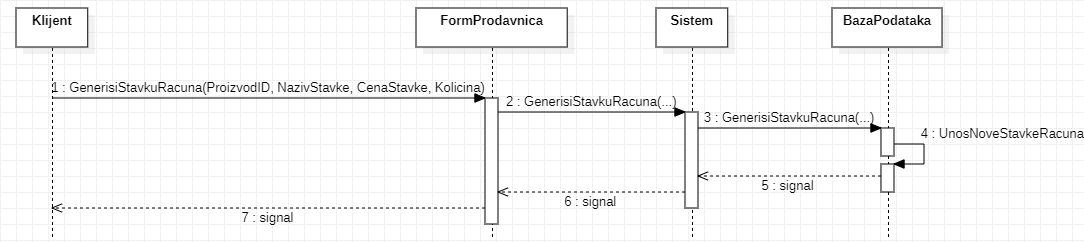 Klijent
FormProdavnica
Sistem
BazaPodataka
1 : GenerisiStavkuRacuna(ProizvodID, NazivStavke, CenaStavke, Kolicina)
2 : GenerisiStavkuRacuna(...)
3 : GenerisiStavkuRacuna(...)
4 : UnosNoveStavkeRacuna
5 : signal
6 : signal
7 : signal